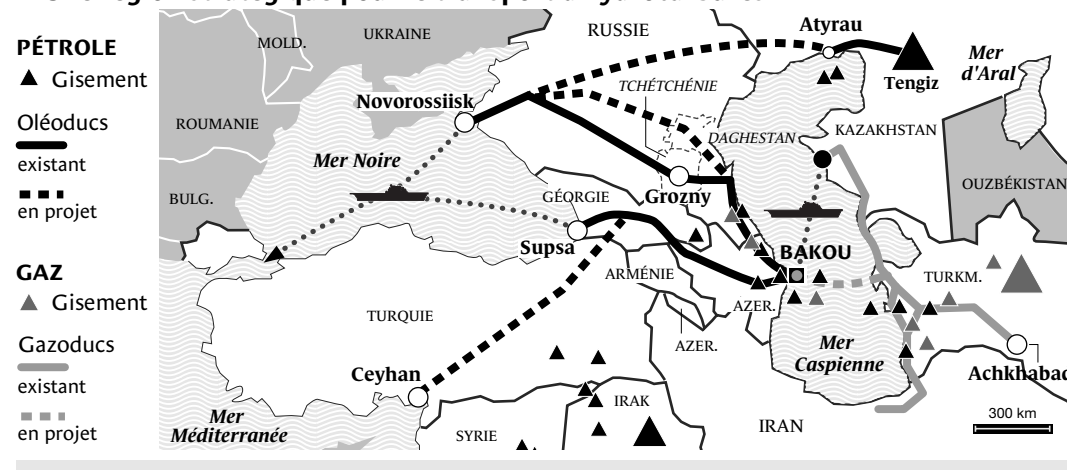 PÉTROLE
Gisement
Oléoducs
existant
en projet
GAZ
Gisement
Gazoducs
existant
en projet
MOLD.
UKRAINE
RUSSIE
Atyrau
Tengiz
Mer
d'Aral
TCHÉTCHÉNIE
Novorossiisk
ROUMANIE
DAGHESTAN
KAZAKHSTAN
Mer Noire
BULG.
GÉORGIE
Grozny
OUZBÉKISTAN
Supsa
BAKOU
ARMÉNIE
TURKM.
AZER.
TURQUIE
AZER.
Mer
Caspienne
Ceyhan
Achkhabad
IRAK
Mer
Méditerranée
SYRIE
IRAN
300 km